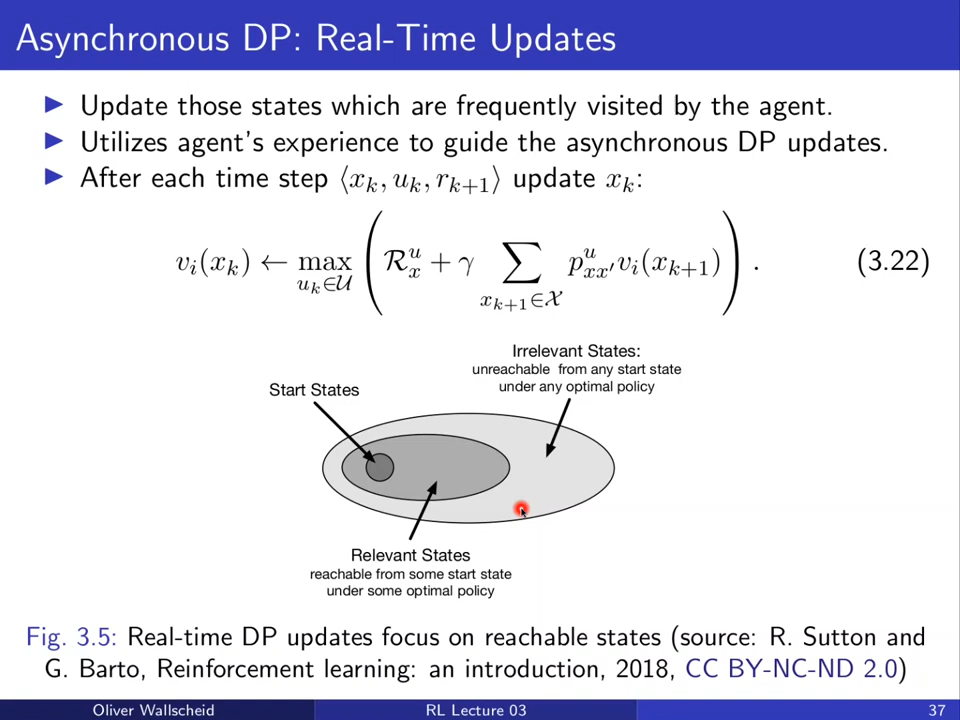 Asynchronous DP: Real-Time Updates
▶ Update those states which are frequently visited by the agent.
▶ Utilizes agent's experience to guide the asynchronous DP updates.
▶ After each time step ⟨x_k, u_k, r_{k+1}⟩ update x_k:
v_i(x_k) ← max_{u_k∈𝒰} ( ℛ_x^u + γ ∑_{x_{k+1}∈𝒳} p_{xx′}^u v_i(x_{k+1}) ) . (3.22)
Irrelevant States:
unreachable from any start state
under any optimal policy
Start States
Relevant States
reachable from some start state
under some optimal policy
Fig. 3.5: Real-time DP updates focus on reachable states (source: R. Sutton and
G. Barto, Reinforcement learning: an introduction, 2018, CC BY-NC-ND 2.0)
Oliver Wallscheid RL Lecture 03 37